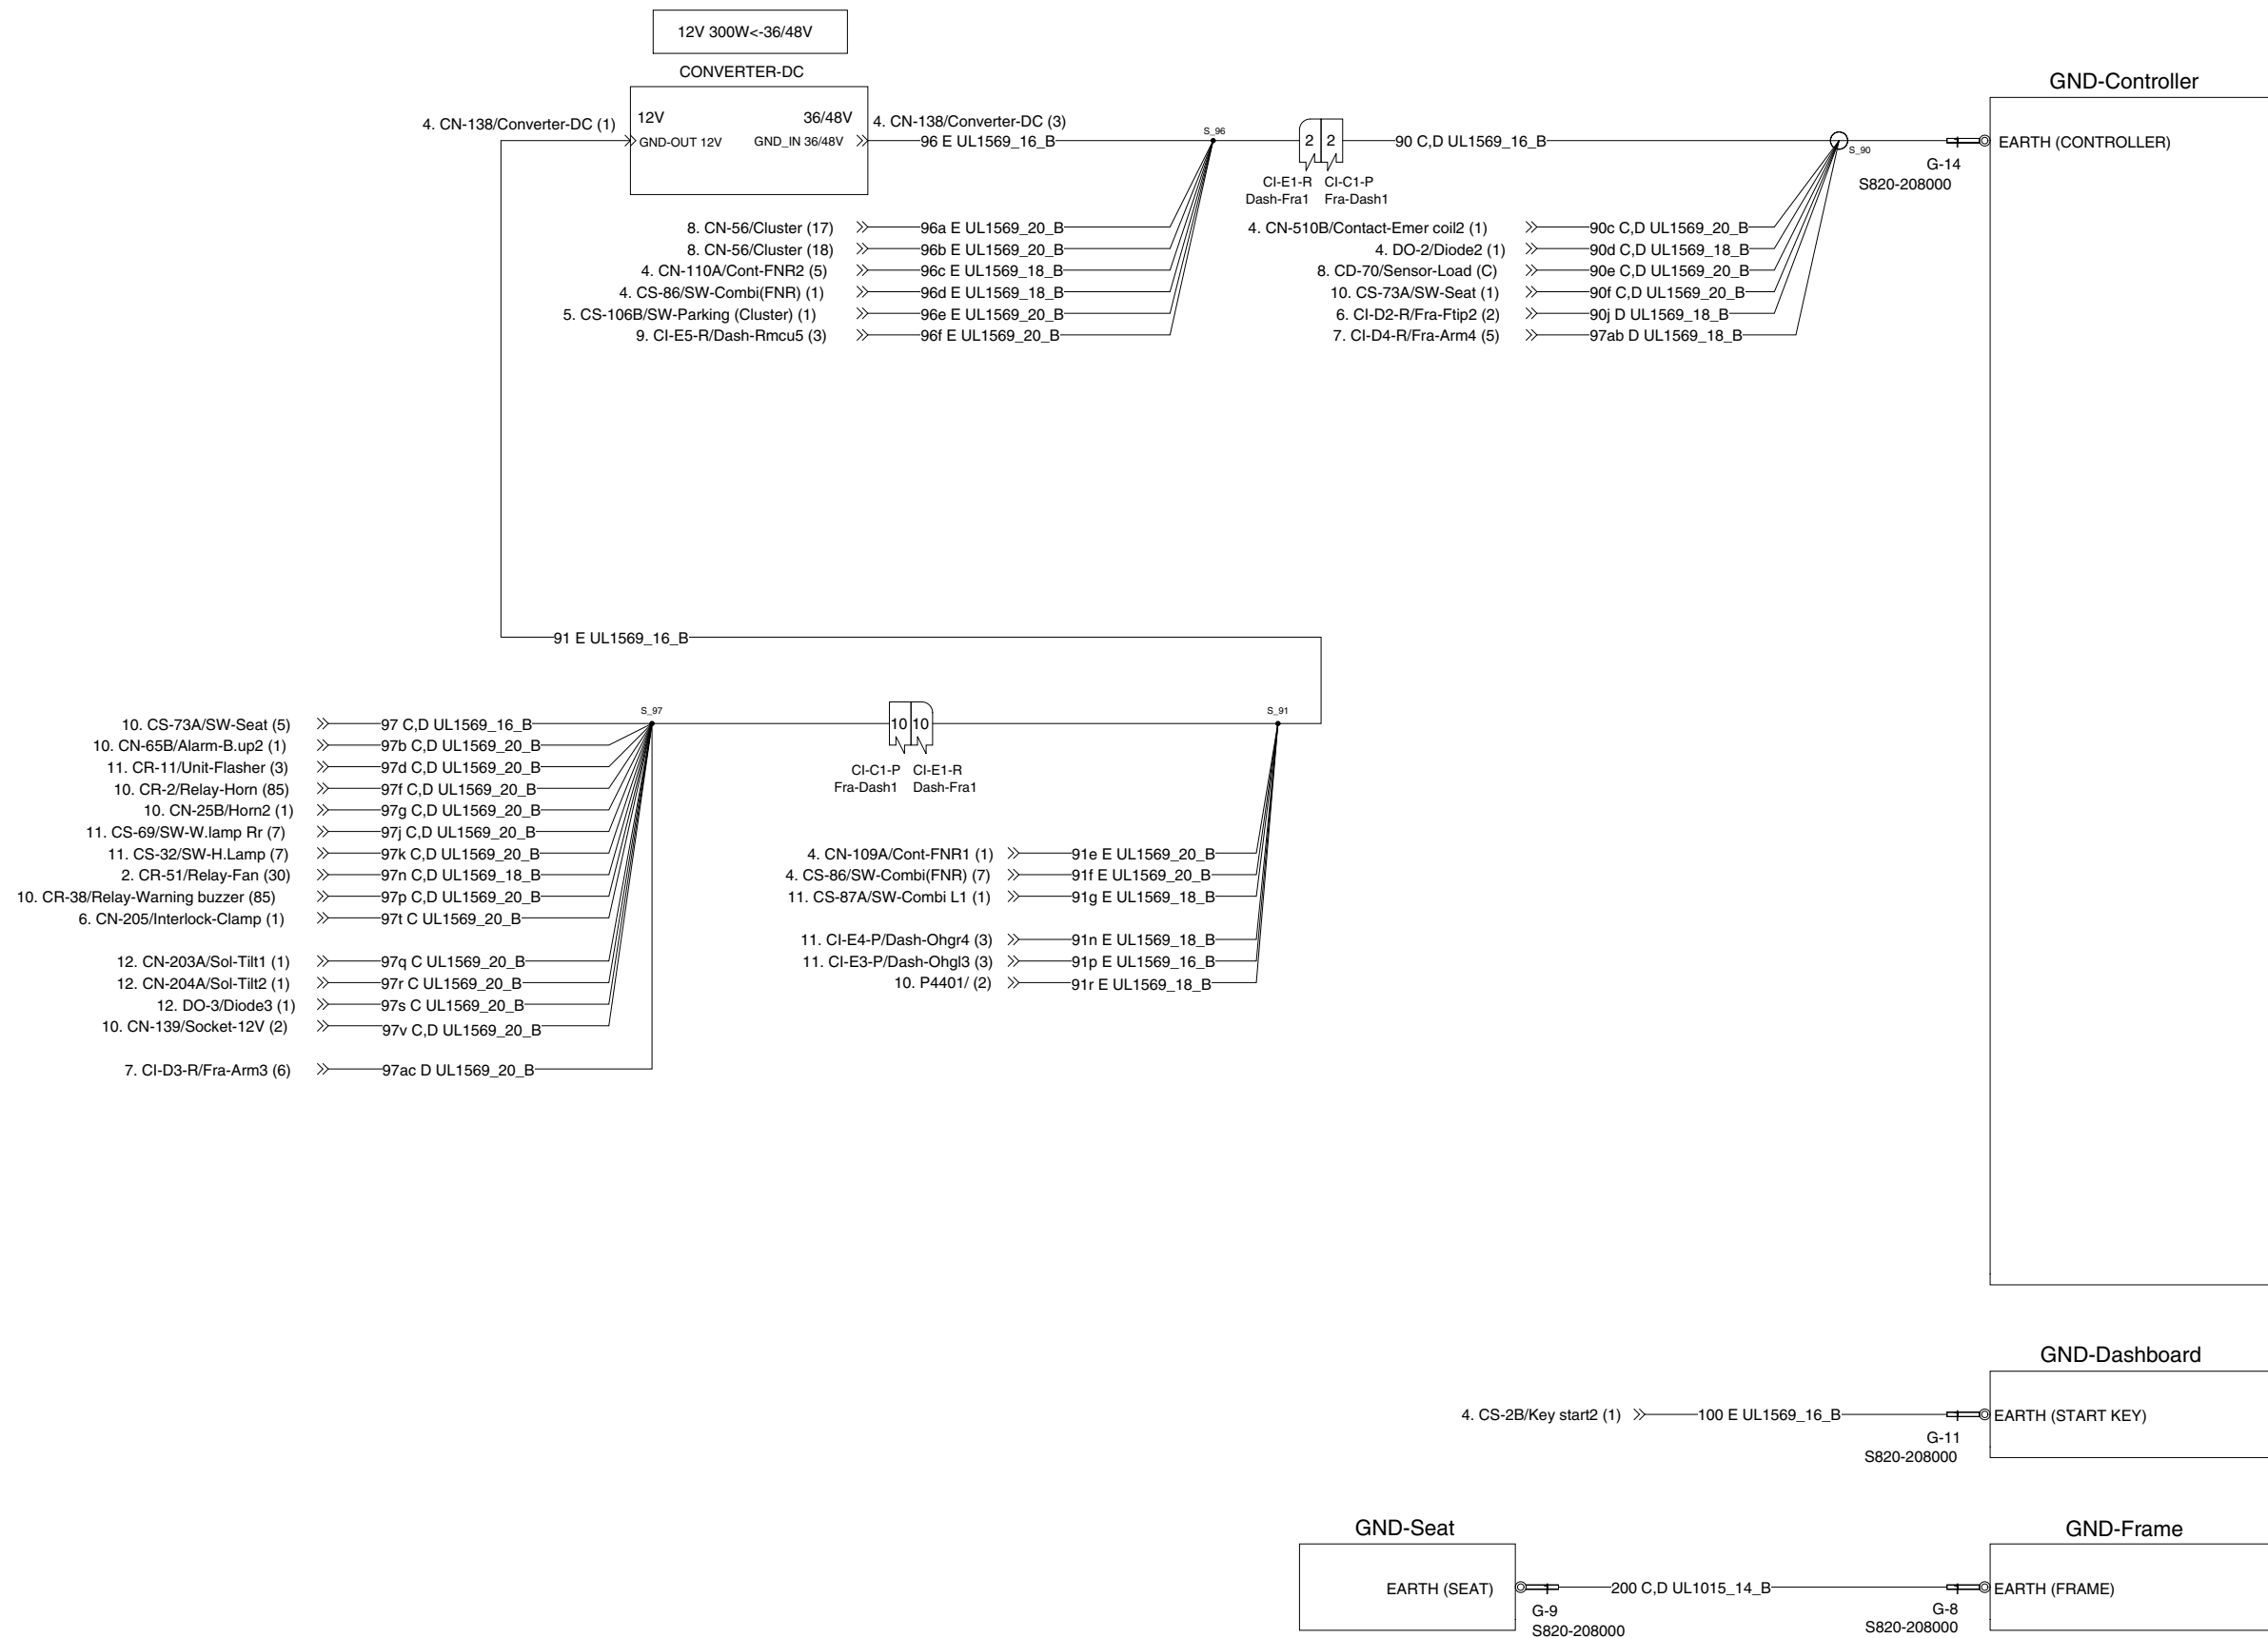 12V 300W<-36/48V
CONVERTER-DC
GND-Controller
4. CN-138/Converter-DC (1)
12V
36/48V
4. CN-138/Converter-DC (3)
GND-OUT 12V
GND_IN 36/48V
96 E UL1569_16_B
S_96
2 2
90 C,D UL1569_16_B
S_90
EARTH (CONTROLLER)
G-14
S820-208000
CI-E1-R CI-C1-P
Dash-Fra1 Fra-Dash1
8. CN-56/Cluster (17) 96a E UL1569_20_B
8. CN-56/Cluster (18) 96b E UL1569_20_B
4. CN-110A/Cont-FNR2 (5) 96c E UL1569_18_B
4. CS-86/SW-Combi(FNR) (1) 96d E UL1569_18_B
5. CS-106B/SW-Parking (Cluster) (1) 96e E UL1569_20_B
9. CI-E5-R/Dash-Rmcu5 (3) 96f E UL1569_20_B
4. CN-510B/Contact-Emer coil2 (1) 90c C,D UL1569_20_B
4. DO-2/Diode2 (1) 90d C,D UL1569_18_B
8. CD-70/Sensor-Load (C) 90e C,D UL1569_20_B
10. CS-73A/SW-Seat (1) 90f C,D UL1569_20_B
6. CI-D2-R/Fra-Ftip2 (2) 90j D UL1569_18_B
7. CI-D4-R/Fra-Arm4 (5) 97ab D UL1569_18_B
91 E UL1569_16_B
S_97
10 10
S_91
CI-C1-P CI-E1-R
Fra-Dash1 Dash-Fra1
10. CS-73A/SW-Seat (5) 97 C,D UL1569_16_B
10. CN-65B/Alarm-B.up2 (1) 97b C,D UL1569_20_B
11. CR-11/Unit-Flasher (3) 97d C,D UL1569_20_B
10. CR-2/Relay-Horn (85) 97f C,D UL1569_20_B
10. CN-25B/Horn2 (1) 97g C,D UL1569_20_B
11. CS-69/SW-W.lamp Rr (7) 97j C,D UL1569_20_B
11. CS-32/SW-H.Lamp (7) 97k C,D UL1569_20_B
2. CR-51/Relay-Fan (30) 97n C,D UL1569_18_B
10. CR-38/Relay-Warning buzzer (85) 97p C,D UL1569_20_B
6. CN-205/Interlock-Clamp (1) 97t C UL1569_20_B
12. CN-203A/Sol-Tilt1 (1) 97q C UL1569_20_B
12. CN-204A/Sol-Tilt2 (1) 97r C UL1569_20_B
12. DO-3/Diode3 (1) 97s C UL1569_20_B
10. CN-139/Socket-12V (2) 97v C,D UL1569_20_B
7. CI-D3-R/Fra-Arm3 (6) 97ac D UL1569_20_B
4. CN-109A/Cont-FNR1 (1) 91e E UL1569_20_B
4. CS-86/SW-Combi(FNR) (7) 91f E UL1569_20_B
11. CS-87A/SW-Combi L1 (1) 91g E UL1569_18_B
11. CI-E4-P/Dash-Ohgr4 (3) 91n E UL1569_18_B
11. CI-E3-P/Dash-Ohgl3 (3) 91p E UL1569_16_B
10. P4401/ (2) 91r E UL1569_18_B
GND-Dashboard
4. CS-2B/Key start2 (1) 100 E UL1569_16_B
EARTH (START KEY)
G-11
S820-208000
GND-Seat
GND-Frame
EARTH (SEAT)
200 C,D UL1015_14_B
EARTH (FRAME)
G-9
S820-208000
G-8
S820-208000